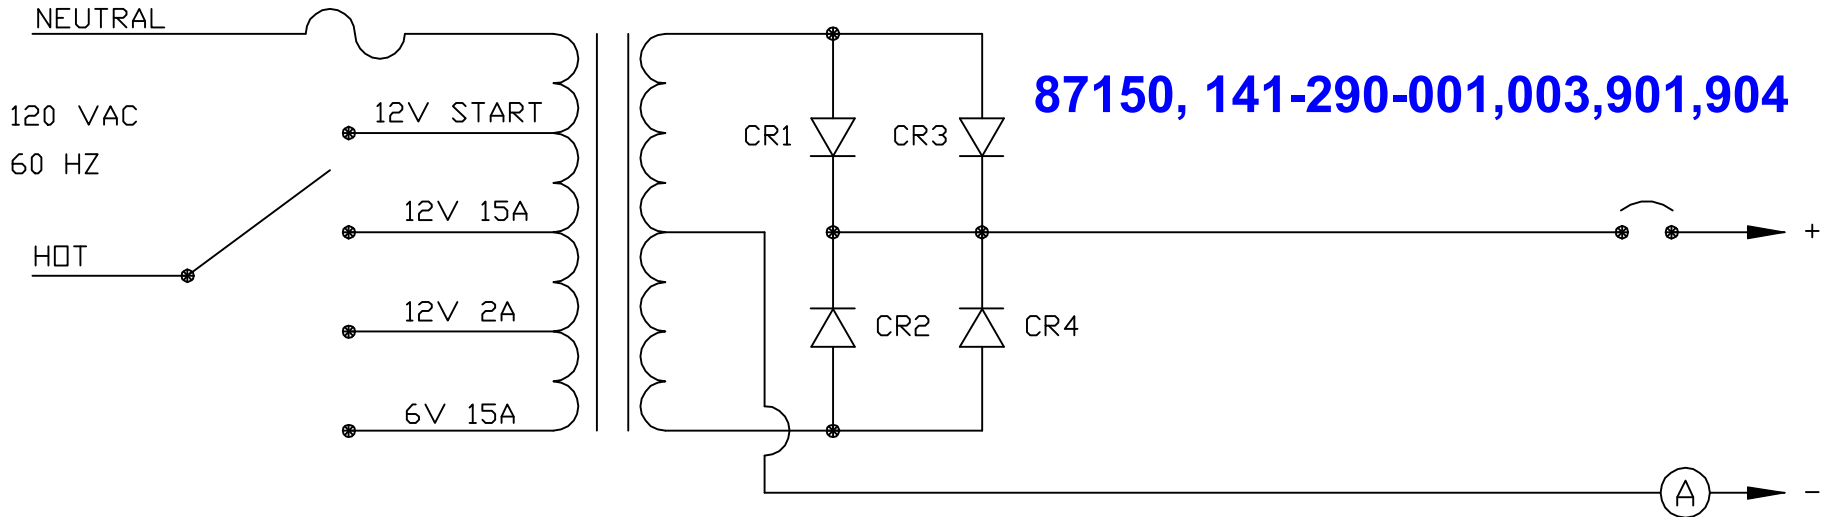 NEUTRAL
87150, 141-290-001,003,901,904
120 VAC
12V START
CR1
CR3
60 HZ
12V 15A
+
HOT
12V 2A
CR2
CR4
6V 15A
A
-